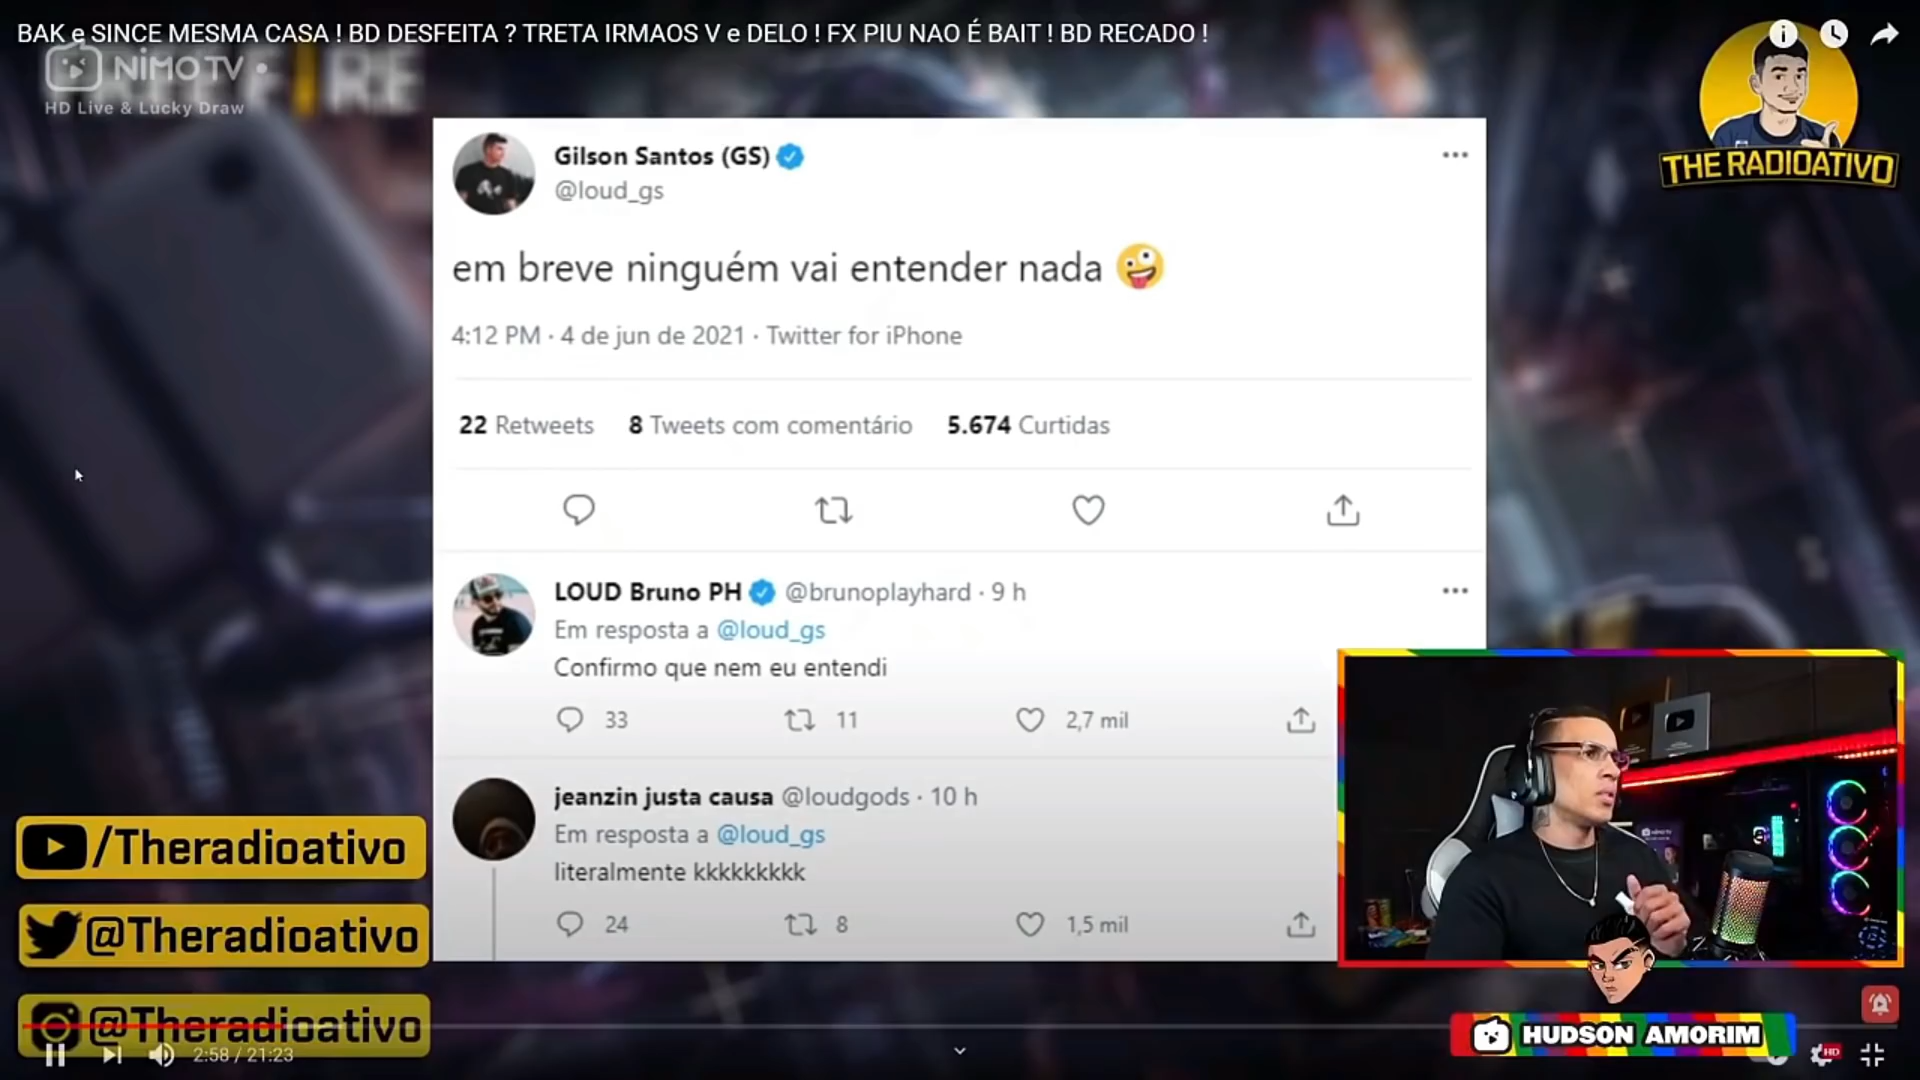 BAK e SINCE MESMA CASA ! BD DESFEITA ? TRETA IRMAOS V e DELO ! FX PIU NAO É BAIT ! BD RECADO !
NIMO TV
HD Live & Lucky Draw
THE RADIOATIVO
Gilson Santos (GS)
@loud_gs
em breve ninguém vai entender nada 🤪
4:12 PM · 4 de jun de 2021 · Twitter for iPhone
22 Retweets 8 Tweets com comentário 5.674 Curtidas
LOUD Bruno PH @brunoplayhard · 9 h
Em resposta a @loud_gs
Confirmo que nem eu entendi
33 11 2,7 mil
jeanzin justa causa @loudgods · 10 h
Em resposta a @loud_gs
literalmente kkkkkkkkk
24 8 1,5 mil
/Theradioativo
@Theradioativo
@Theradioativo
2:58 / 21:23
HUDSON AMORIM
HD